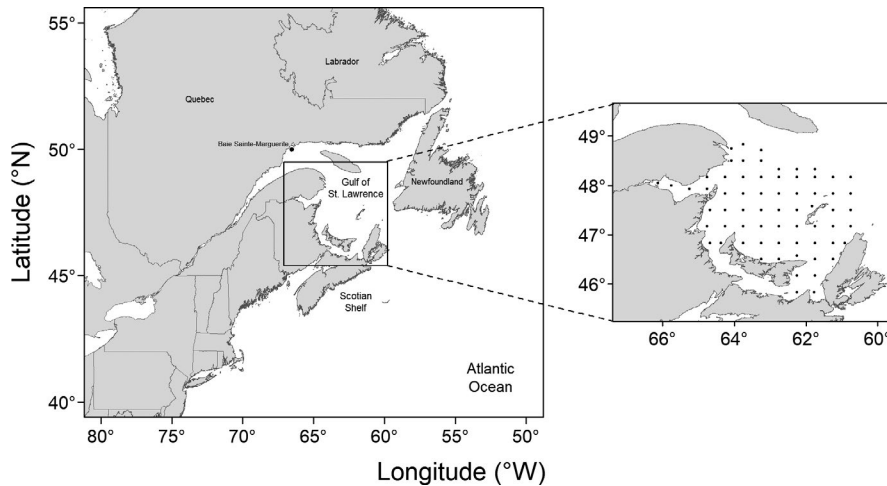 55°
50°
45°
40°
Latitude (°N)
80°
75°
70°
65°
60°
55°
50°
Longitude (°W)
Labrador
Quebec
Baie Sainte-Marguerite
Gulf of
St. Lawrence
Newfoundland
Scotian
Shelf
Atlantic
Ocean
49°
48°
47°
46°
66°
64°
62°
60°